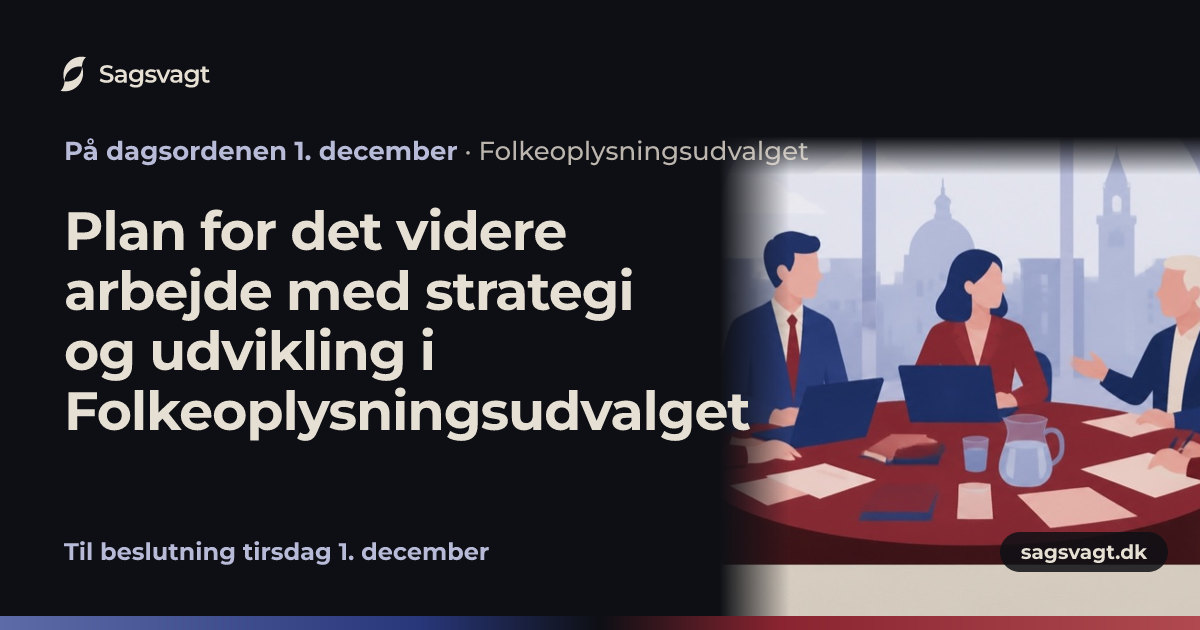 Sagsvagt
På dagsordenen 1. december · Folkeoplysningsudvalget
Plan for det videre
arbejde med strategi
og udvikling i
Folkeoplysningsudvalget
Til beslutning tirsdag 1. december
sagsvagt.dk